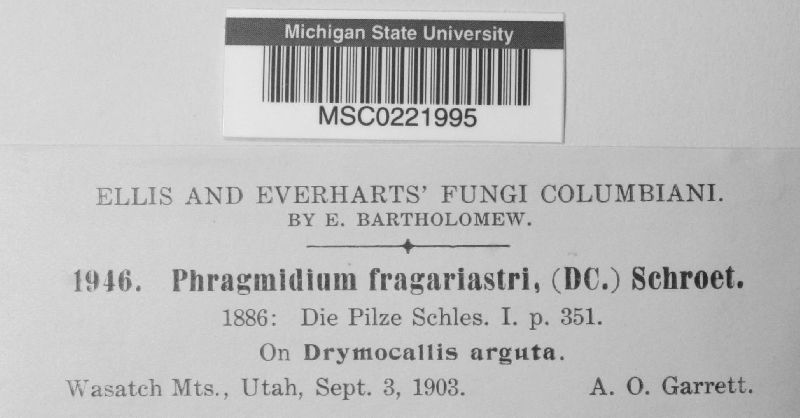 Michigan State University
MSC0221995
ELLIS AND EVERHARTS' FUNGI COLUMBIANI.
BY E. BARTHOLOMEW.
1946. Phragmidium fragariastri, (DC.) Schroet.
1886: Die Pilze Schles. I. p. 351.
On Drymocallis arguta.
Wasatch Mts., Utah, Sept. 3, 1903. A. O. Garrett.